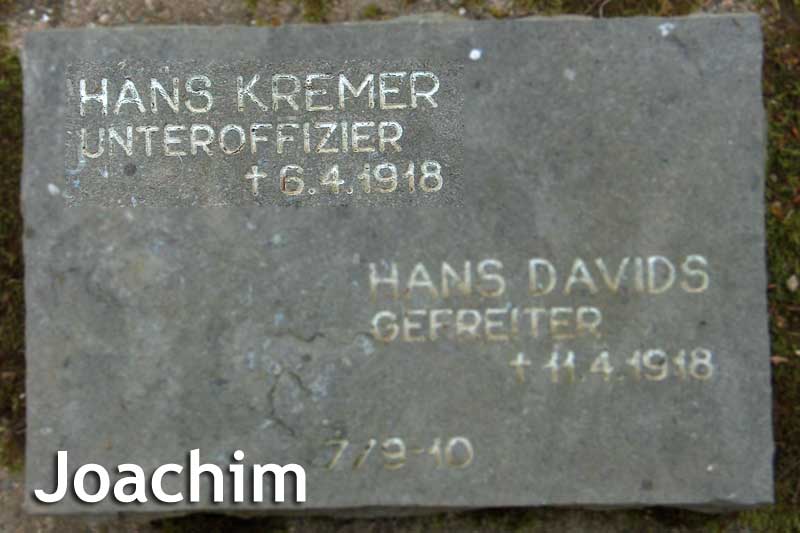 HANS KREMER
UNTEROFFIZIER
† 6.4.1918
HANS DAVIDS
GEFREITER
† 11.4.1918
7/9-10
Joachim